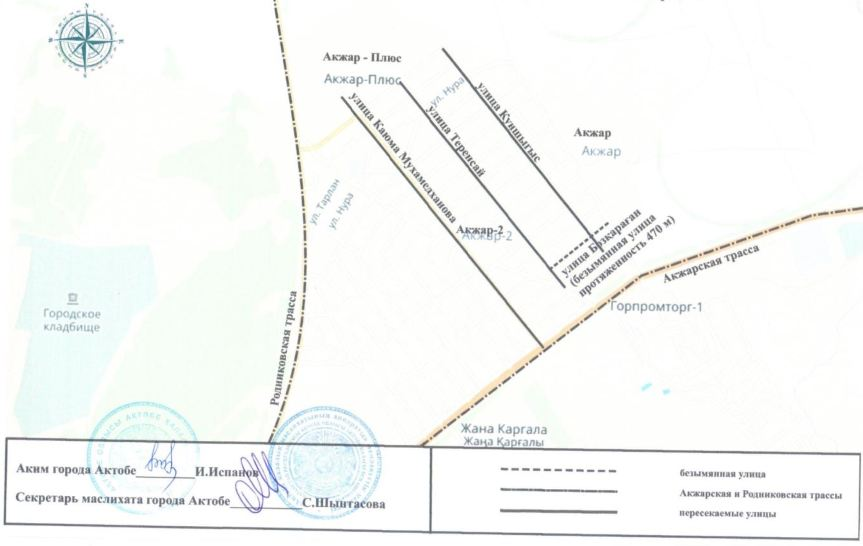 Акжар - Плюс
Акжар-Плюс
ул. Нура
улица Куншыгыс
улица Теренсай
улица Каюма Мухамедханова
Акжар
Акжар
ул. Тарлан
ул. Нура
Акжар-2
Акжар-2
улица Бозкараган
(безымянная улица
протяженность 470 м)
Акжарская трасса
Родниковская трасса
Городское
кладбище
Горпромторг-1
Жана Каргала
Жаңа Қарғалы
Аким города Актобе И.Испанов
Секретарь маслихата города Актобе С.Шынтасова
безымянная улица
Акжарская и Родниковская трассы
пересекаемые улицы